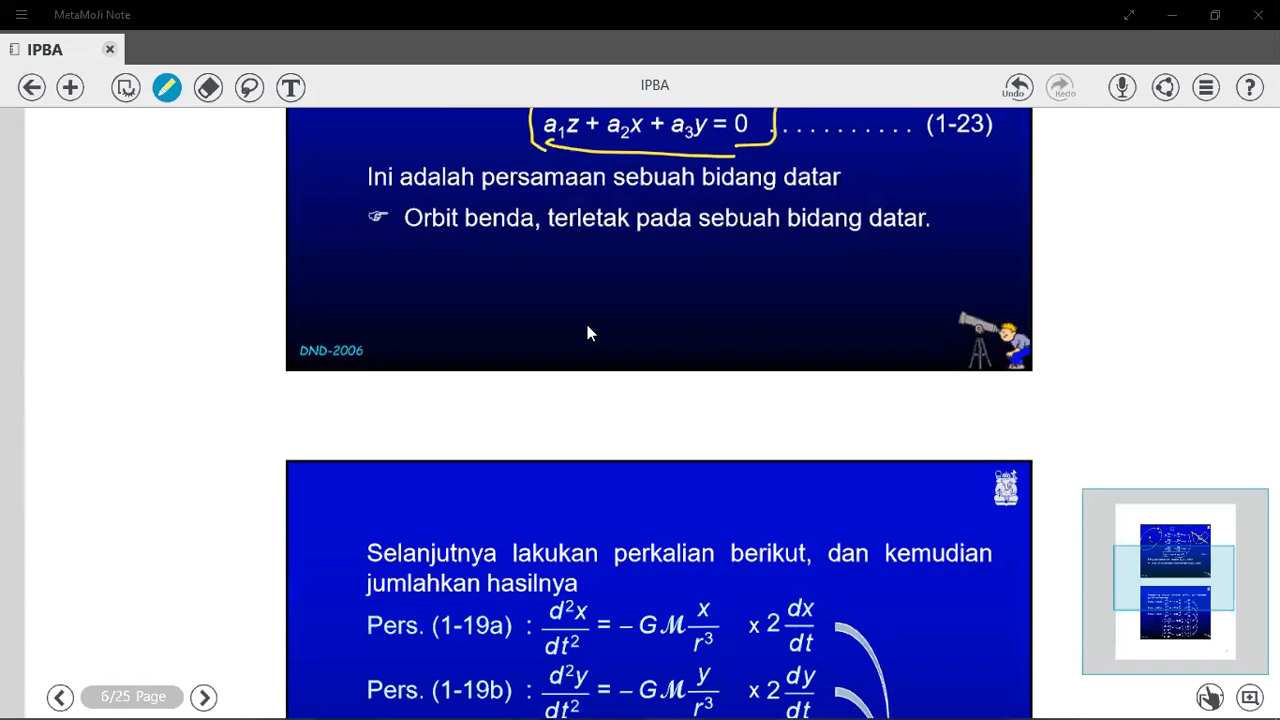 MetaMoJi Note
IPBA
IPBA
Undo
Redo
a₁z + a₂x + a₃y = 0 . . . . . . . . . . (1-23)
Ini adalah persamaan sebuah bidang datar
☞ Orbit benda, terletak pada sebuah bidang datar.
DND-2006
Selanjutnya lakukan perkalian berikut, dan kemudian
jumlahkan hasilnya
Pers. (1-19a) : d²x/dt² = – Gℳ x/r³ x 2 dx/dt
Pers. (1-19b) : d²y/dt² = – Gℳ y/r³ x 2 dy/dt
6/25 Page